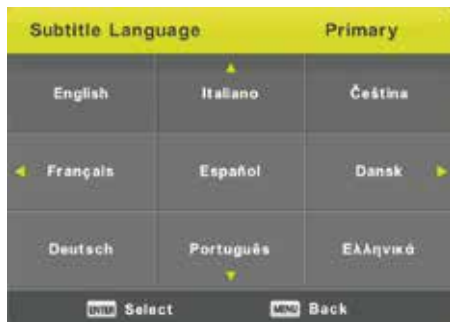 Subtitle Language Primary
English Italiano Čeština
Français Español Dansk
Deutsch Português Ελληνικά
ENTER Select MENU Back